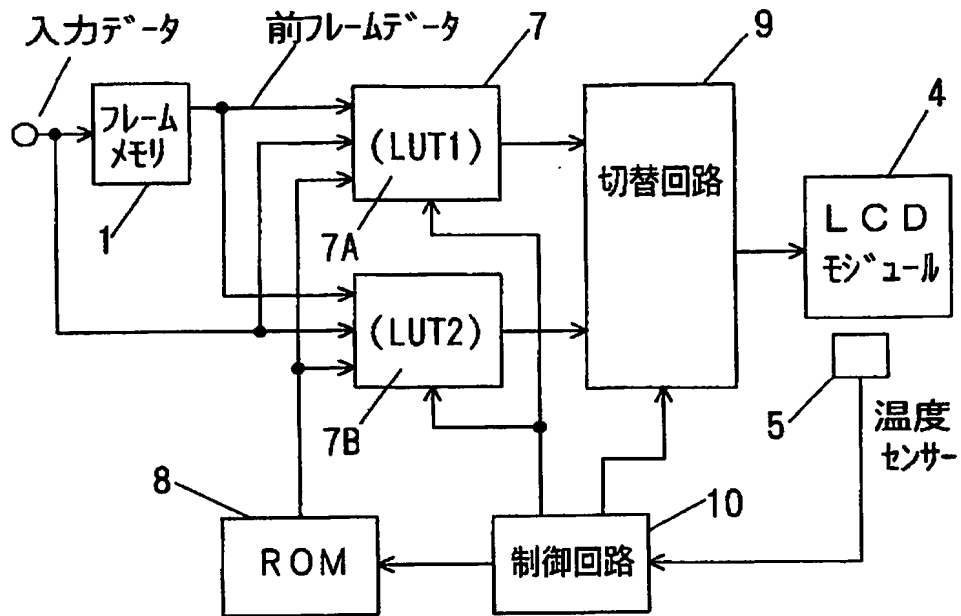 入力データ
前フレームデータ
7
9
フレーム
メモリ
1
(LUT1)
7A
切替回路
4
LCD
モジュール
(LUT2)
7B
5
温度
センサー
8
ROM
10
制御回路